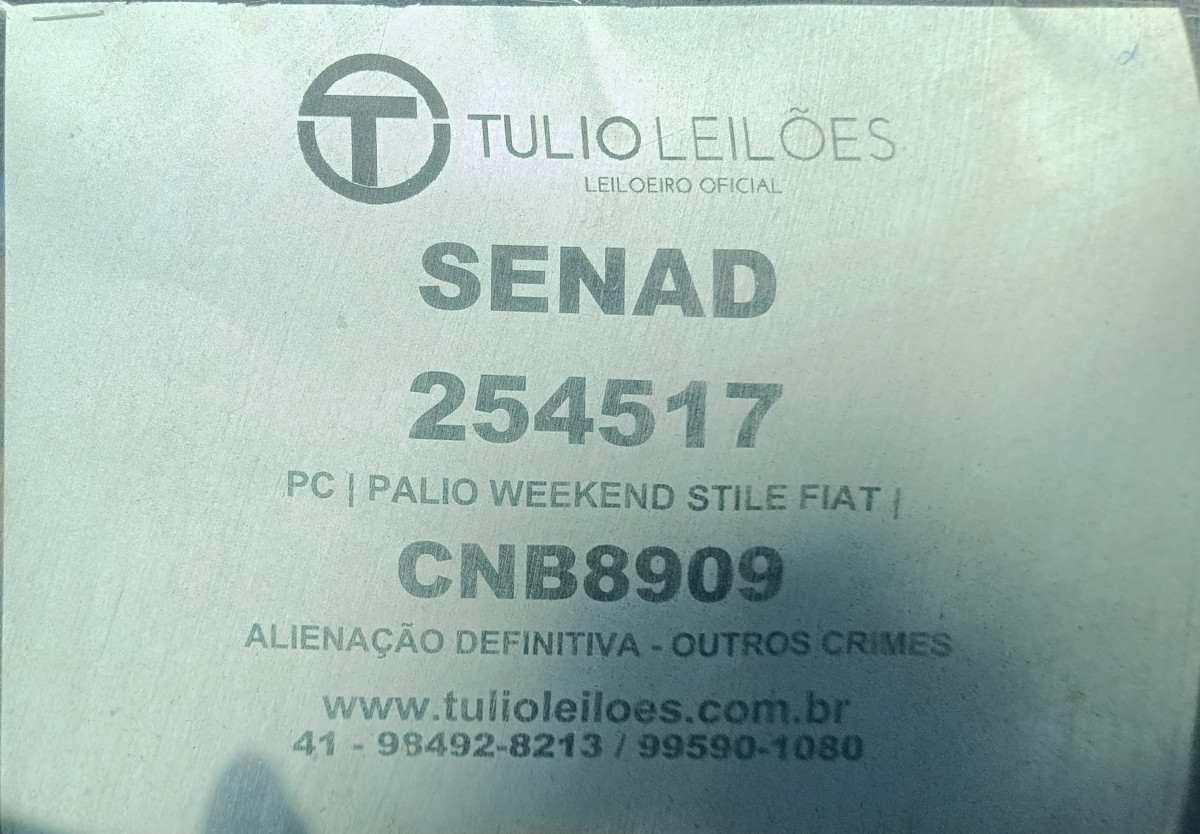 T TULIO LEILÕES
LEILOEIRO OFICIAL
SENAD
254517
PC | PALIO WEEKEND STILE FIAT |
CNB8909
ALIENAÇÃO DEFINITIVA - OUTROS CRIMES
www.tulioleiloes.com.br
41 - 98492-8213 / 99590-1080